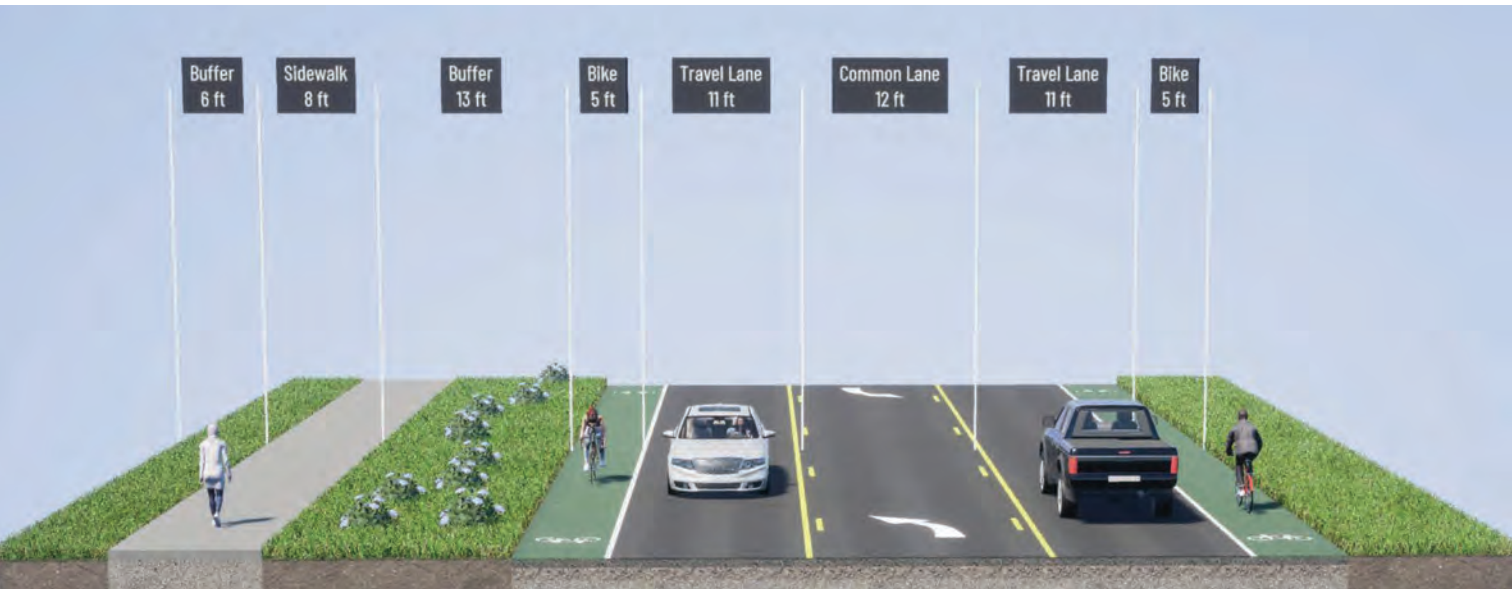 Buffer
6 ft
Sidewalk
8 ft
Buffer
13 ft
Bike
5 ft
Travel Lane
11 ft
Common Lane
12 ft
Travel Lane
11 ft
Bike
5 ft